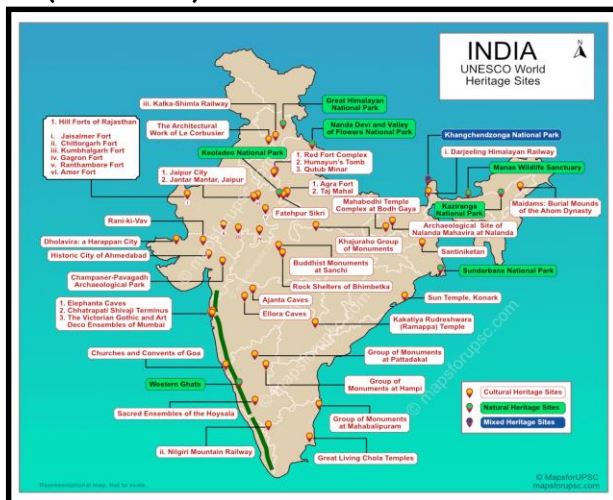 INDIA
UNESCO World
Heritage Sites
N
iii. Kalka-Shimla Railway
Great Himalayan
National Park
The Architectural
Work of Le Corbusier
Nanda Devi and Valley
of Flowers National Park
1. Hill Forts of Rajasthan
i. Jaisalmer Fort
ii. Chittorgarh Fort
iii. Kumbhalgarh Fort
iv. Gagron Fort
v. Ranthambore Fort
vi. Amer Fort
Keoladeo National Park
1. Red Fort Complex
2. Humayun's Tomb
3. Qutub Minar
Khangchendzonga National Park
i. Darjeeling Himalayan Railway
Manas Wildlife Sanctuary
1. Jaipur City
2. Jantar Mantar, Jaipur
1. Agra Fort
2. Taj Mahal
Mahabodhi Temple
Complex at Bodh Gaya
Kaziranga
National Park
Maidams: Burial Mounds
of the Ahom Dynasty
Rani-ki-Vav
Fatehpur Sikri
Archaeological Site of
Nalanda Mahavira at Nalanda
Dholavira: a Harappan City
Khajuraho Group
of Monuments
Santiniketan
Historic City of Ahmedabad
Buddhist Monuments
at Sanchi
Sundarbans National Park
Champaner-Pavagadh
Archaeological Park
Rock Shelters of Bhimbetka
1. Elephanta Caves
2. Chhatrapati Shivaji Terminus
3. The Victorian Gothic and Art
Deco Ensembles of Mumbai
Ajanta Caves
Ellora Caves
Sun Temple, Konark
Kakatiya Rudreshwara
(Ramappa) Temple
Churches and Convents of Goa
Group of Monuments
at Pattadakal
Western Ghats
Group of
Monuments at Hampi
Cultural Heritage Sites
Natural Heritage Sites
Mixed Heritage Sites
Sacred Ensembles of the Hoysala
Group of Monuments
at Mahabalipuram
ii. Nilgiri Mountain Railway
Great Living Chola Temples
Representational map. Not to scale
© MapsforUPSC
mapsforupsc.com